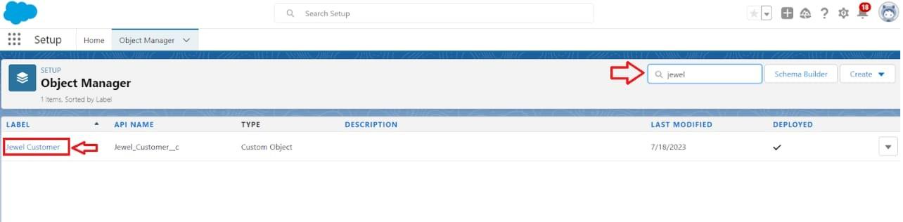 Search Setup
18
Setup Home Object Manager
SETUP
Object Manager
1 Items, Sorted by Label
jewel
Schema Builder
Create
LABEL API NAME TYPE DESCRIPTION LAST MODIFIED DEPLOYED
Jewel Customer Jewel_Customer__c Custom Object 7/18/2023